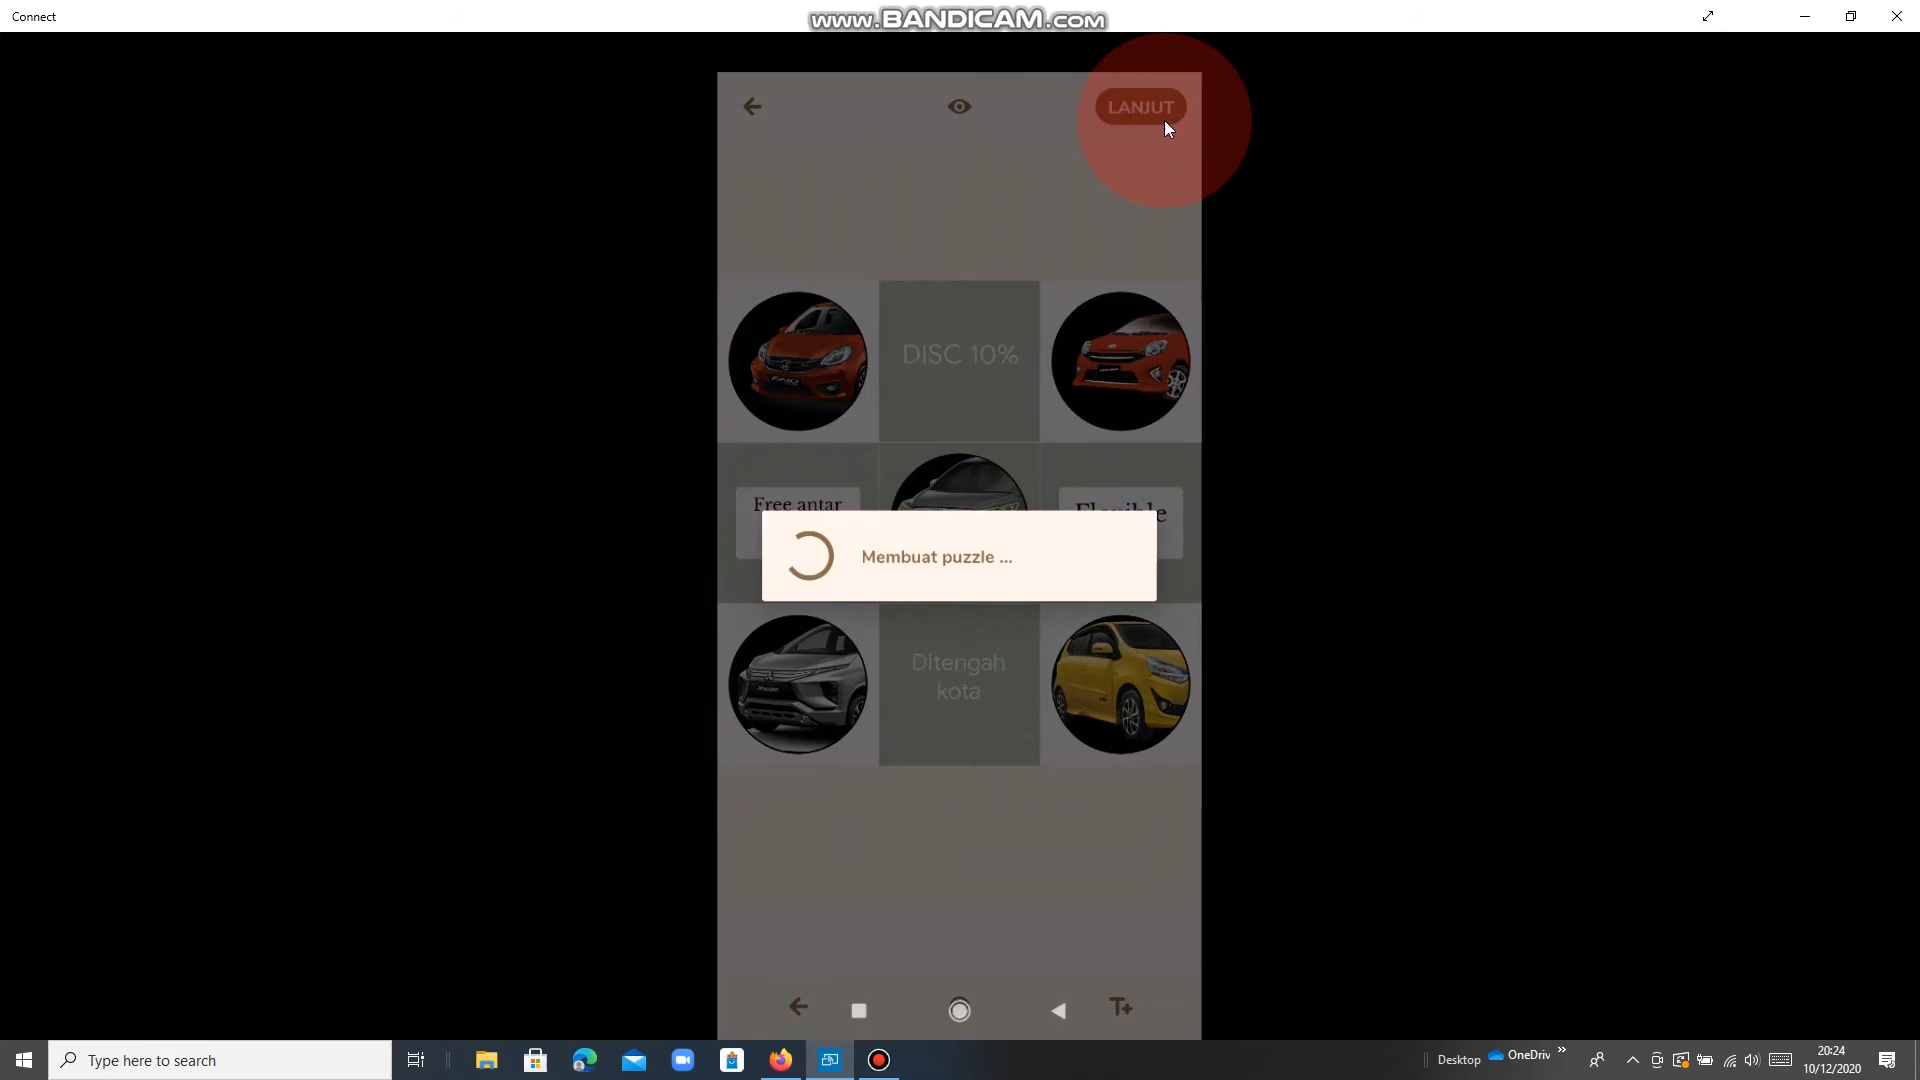 Connect
www.BANDICAM.com
LANJUT
DISC 10%
Free antar
Flexible
Membuat puzzle ...
Ditengah
kota
T+
Type here to search
Desktop
OneDriv
20:24
10/12/2020